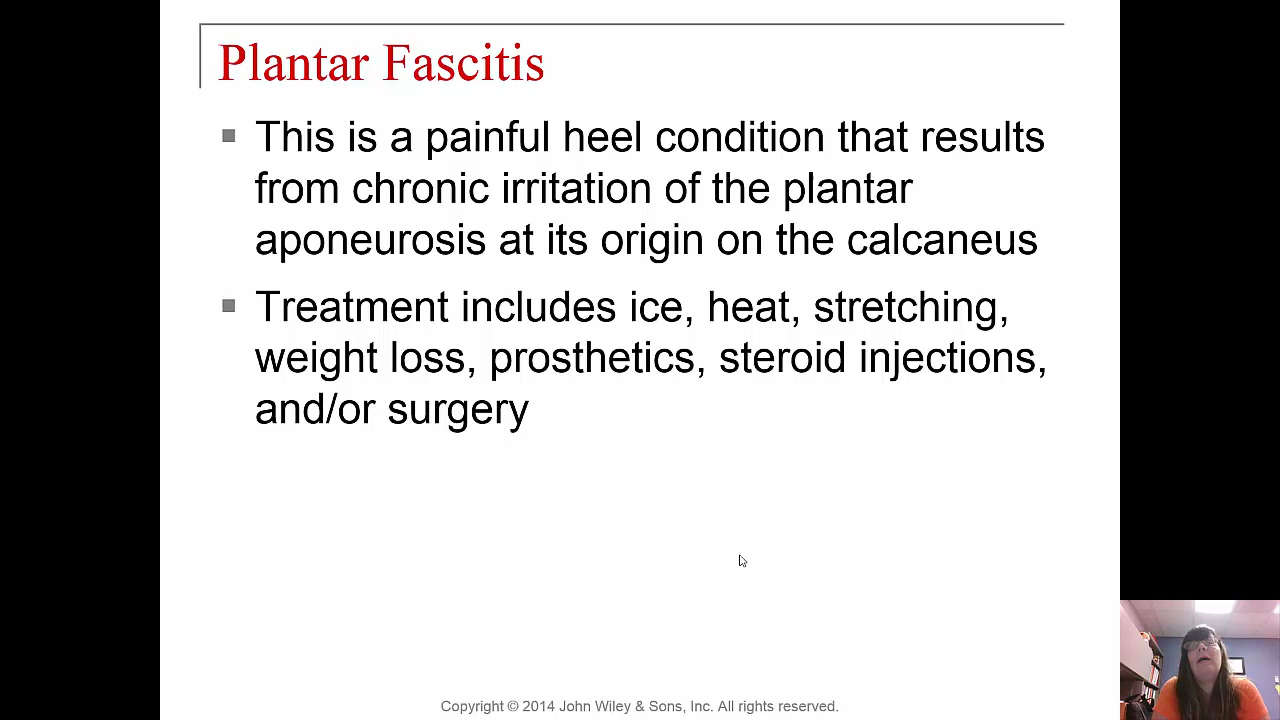 Plantar Fascitis
This is a painful heel condition that results
from chronic irritation of the plantar
aponeurosis at its origin on the calcaneus
Treatment includes ice, heat, stretching,
weight loss, prosthetics, steroid injections,
and/or surgery
Copyright © 2014 John Wiley & Sons, Inc. All rights reserved.